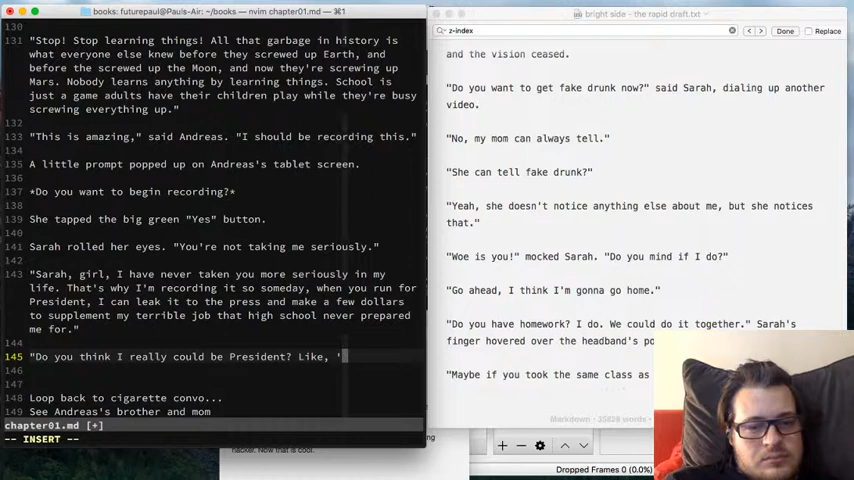 books: futurepaul@Pauls-Air: ~/books — nvim chapter01.md — ⌘1
130
131 "Stop! Stop learning things! All that garbage in history is
what everyone else knew before they screwed up Earth, and
before the screwed up the Moon, and now they're screwing up
Mars. Nobody learns anything by learning things. School is
just a game adults have their children play while they're busy
screwing everything up."
132
133 "This is amazing," said Andreas. "I should be recording this."
134
135 A little prompt popped up on Andreas's tablet screen.
136
137 *Do you want to begin recording?*
138
139 She tapped the big green "Yes" button.
140
141 Sarah rolled her eyes. "You're not taking me seriously."
142
143 "Sarah, girl, I have never taken you more seriously in my
life. That's why I'm recording it so someday, when you run for
President, I can leak it to the press and make a few dollars
to supplement my terrible job that high school never prepared
me for."
144
145 "Do you think I really could be President? Like, '
146
147
148 Loop back to cigarette convo...
149 See Andreas's brother and mom
chapter01.md [+]
-- INSERT --
bright side - the rapid draft.txt
z-index
Done
Replace
and the vision ceased.
"Do you want to get fake drunk now?" said Sarah, dialing up another
video.
"No, my mom can always tell."
"She can tell fake drunk?"
"Yeah, she doesn't notice anything else about me, but she notices
that."
"Woe is you!" mocked Sarah. "Do you mind if I do?"
"Go ahead, I think I'm gonna go home."
"Do you have homework? I do. We could do it together." Sarah's
finger hovered over the headband's
"Maybe if you took the same class as
Markdown - 35828 words
hacker. Now that is cool.
Dropped Frames 0 (0.0%)